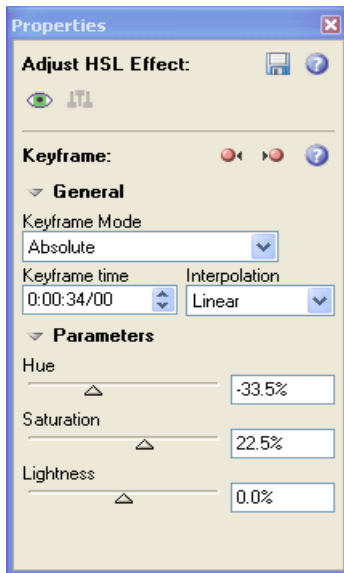 Properties
Adjust HSL Effect:
Keyframe:
General
Keyframe Mode
Absolute
Keyframe time Interpolation
0:00:34/00 Linear
Parameters
Hue
-33.5%
Saturation
22.5%
Lightness
0.0%